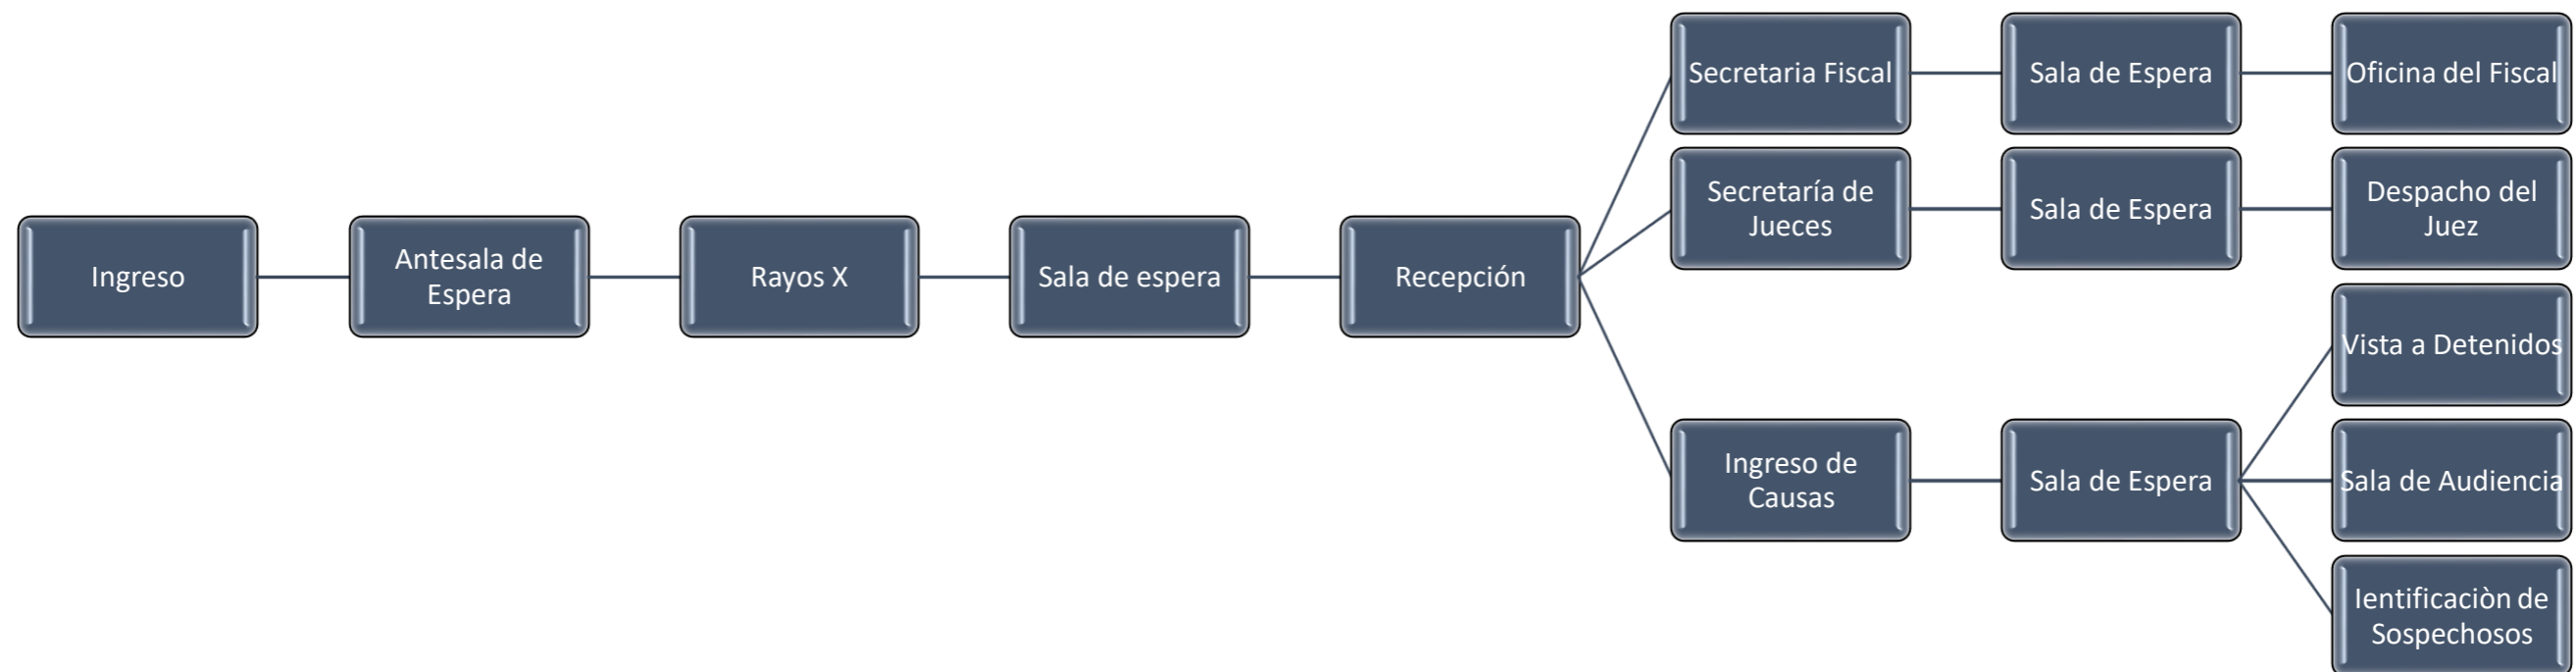 Ingreso
Antesala de
Espera
Rayos X
Sala de espera
Recepción
Secretaria Fiscal
Sala de Espera
Oficina del Fiscal
Secretaría de
Jueces
Sala de Espera
Despacho del
Juez
Ingreso de
Causas
Sala de Espera
Vista a Detenidos
Sala de Audiencia
Ientificaciòn de
Sospechosos